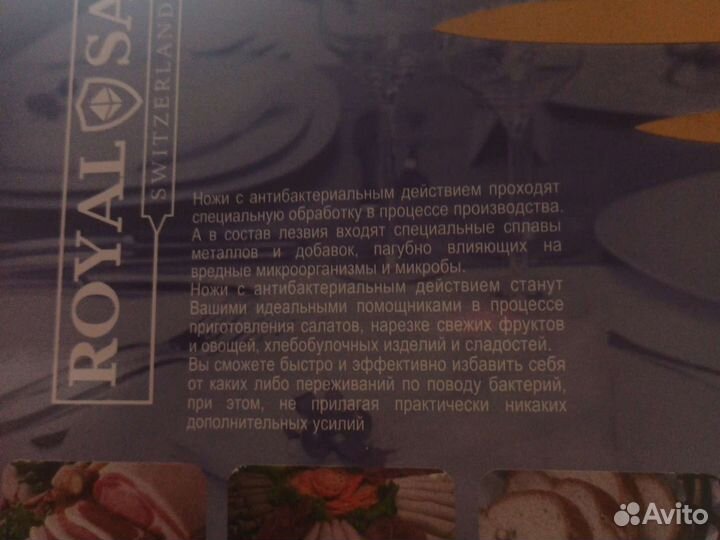 ROYAL SA
SWITZERLAND
Ножи с антибактериальным действием проходят
специальную обработку в процессе производства.
А в состав лезвия входят специальные сплавы
металлов и добавок, пагубно влияющих на
вредные микроорганизмы и микробы.
Ножи с антибактериальным действием станут
Вашими идеальными помощниками в процессе
приготовления салатов, нарезке свежих фруктов
и овощей, хлебобулочных изделий и сладостей.
Вы сможете быстро и эффективно избавить себя
от каких либо переживаний по поводу бактерий,
при этом, не прилагая практически никаких
дополнительных усилий
Avito